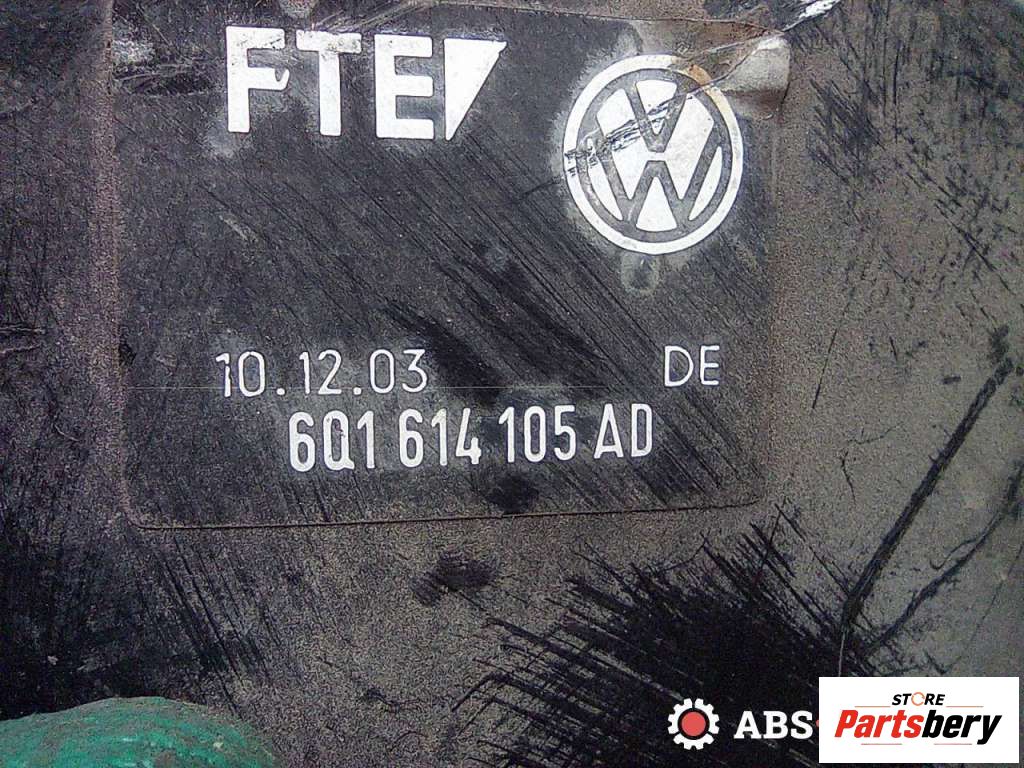 FTE
10.12.03 DE
6Q1 614 105 AD
ABS
STORE
Partsbery